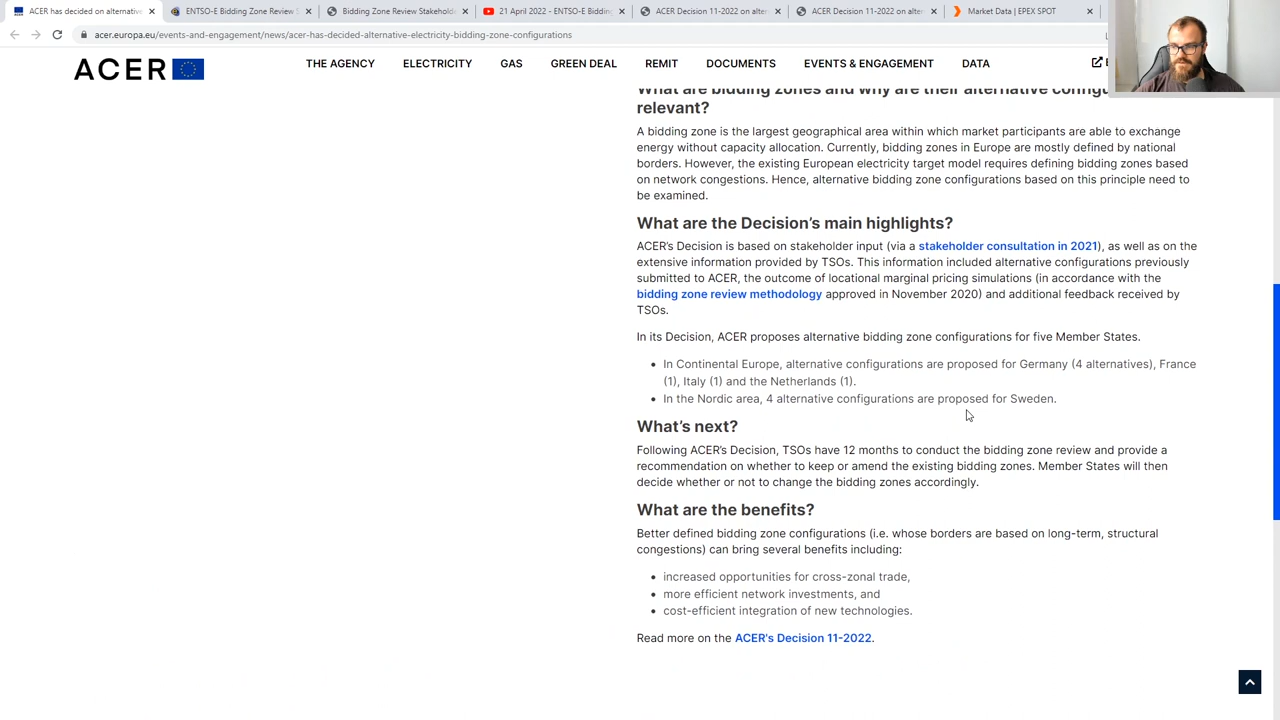 ACER has decided on alternative
ENTSO-E Bidding Zone Review S
Bidding Zone Review Stakeholde
21 April 2022 - ENTSO-E Bidding
ACER Decision 11-2022 on altern
ACER Decision 11-2022 on altern
Market Data | EPEX SPOT
acer.europa.eu/events-and-engagement/news/acer-has-decided-alternative-electricity-bidding-zone-configurations
ACER
THE AGENCY ELECTRICITY GAS GREEN DEAL REMIT DOCUMENTS EVENTS & ENGAGEMENT DATA
What are bidding zones and why are their alternative
relevant?
A bidding zone is the largest geographical area within which market participants are able to exchange
energy without capacity allocation. Currently, bidding zones in Europe are mostly defined by national
borders. However, the existing European electricity target model requires defining bidding zones based
on network congestions. Hence, alternative bidding zone configurations based on this principle need to
be examined.
What are the Decision's main highlights?
ACER's Decision is based on stakeholder input (via a stakeholder consultation in 2021), as well as on the
extensive information provided by TSOs. This information included alternative configurations previously
submitted to ACER, the outcome of locational marginal pricing simulations (in accordance with the
bidding zone review methodology approved in November 2020) and additional feedback received by
TSOs.
In its Decision, ACER proposes alternative bidding zone configurations for five Member States.
• In Continental Europe, alternative configurations are proposed for Germany (4 alternatives), France
(1), Italy (1) and the Netherlands (1).
• In the Nordic area, 4 alternative configurations are proposed for Sweden.
What's next?
Following ACER's Decision, TSOs have 12 months to conduct the bidding zone review and provide a
recommendation on whether to keep or amend the existing bidding zones. Member States will then
decide whether or not to change the bidding zones accordingly.
What are the benefits?
Better defined bidding zone configurations (i.e. whose borders are based on long-term, structural
congestions) can bring several benefits including:
• increased opportunities for cross-zonal trade,
• more efficient network investments, and
• cost-efficient integration of new technologies.
Read more on the ACER's Decision 11-2022.